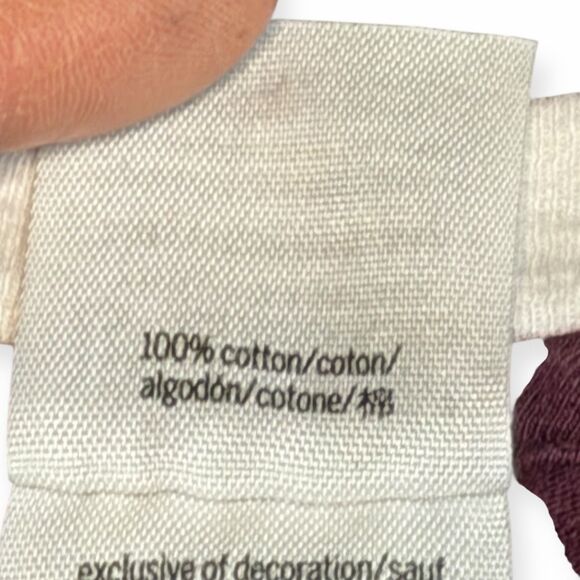 100% cotton/coton/
algodón/cotone/棉
exclusive of decoration/sauf